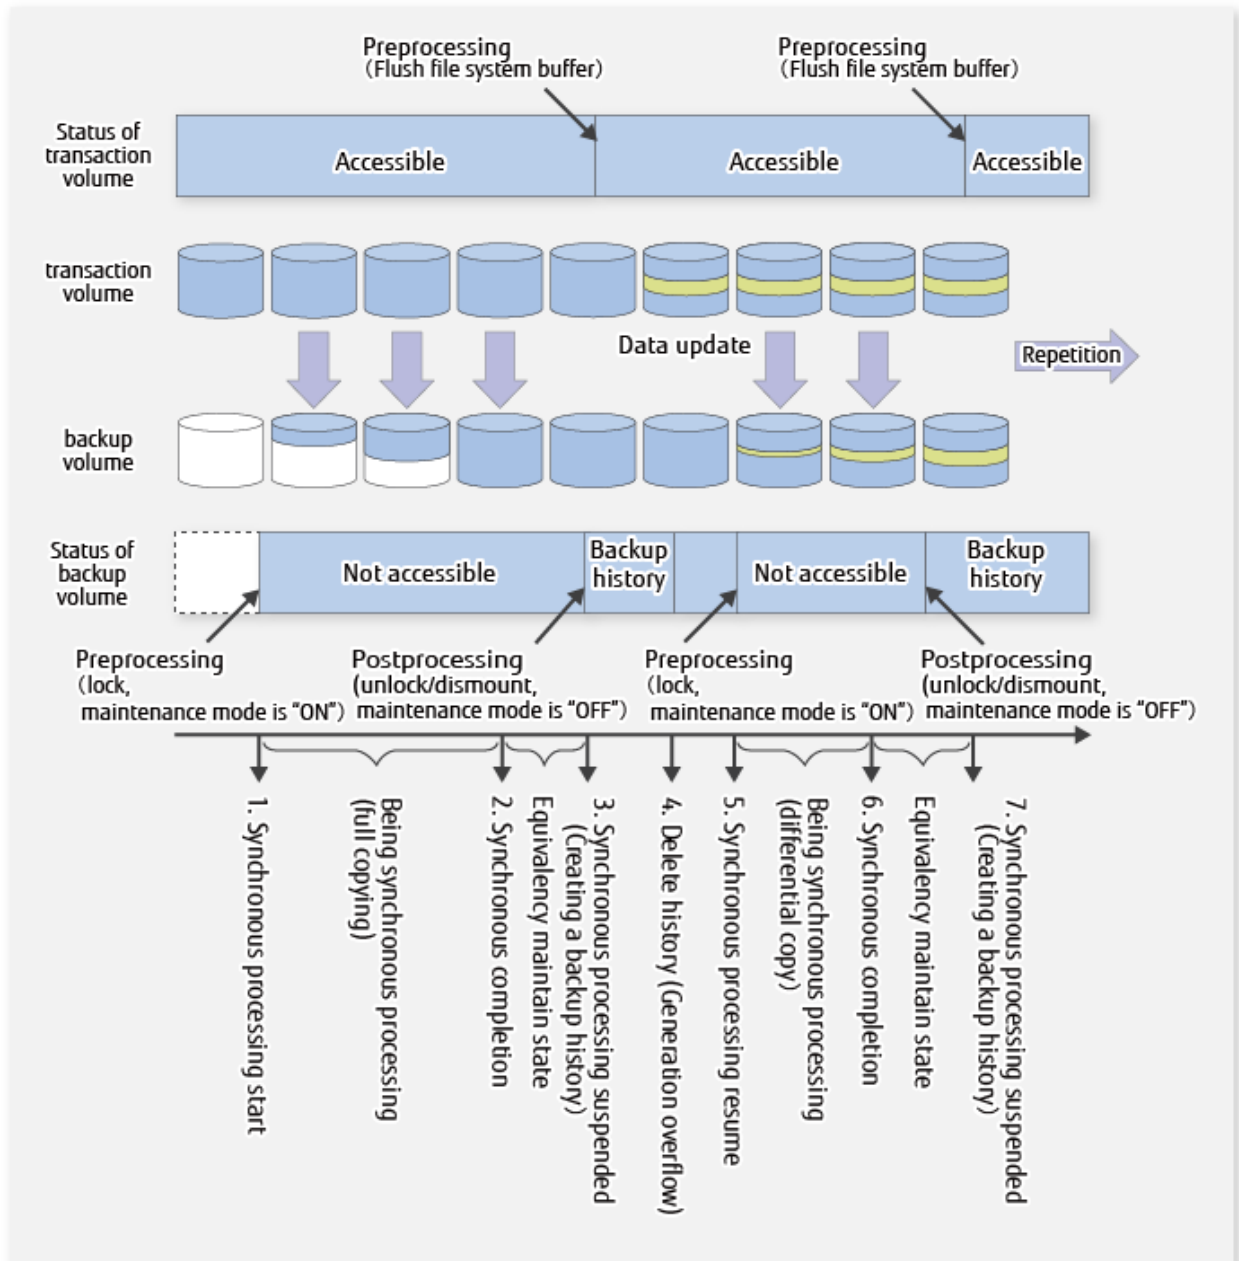 Preprocessing
(Flush file system buffer)
Preprocessing
(Flush file system buffer)
Status of
transaction
volume
Accessible
Accessible
Accessible
transaction
volume
Data update
Repetition
backup
volume
Status of
backup
volume
Not accessible
Backup
history
Not accessible
Backup
history
Preprocessing
(lock,
maintenance mode is “ON”)
Postprocessing
(unlock/dismount,
maintenance mode is “OFF”)
Preprocessing
(lock,
maintenance mode is “ON”)
Postprocessing
(unlock/dismount,
maintenance mode is “OFF”)
1. Synchronous processing start
Being synchronous processing
(full copying)
2. Synchronous completion
Equivalency maintain state
3. Synchronous processing suspended
(Creating a backup history)
4. Delete history (Generation overflow)
5. Synchronous processing resume
Being synchronous processing
(differential copy)
6. Synchronous completion
Equivalency maintain state
7. Synchronous processing suspended
(Creating a backup history)